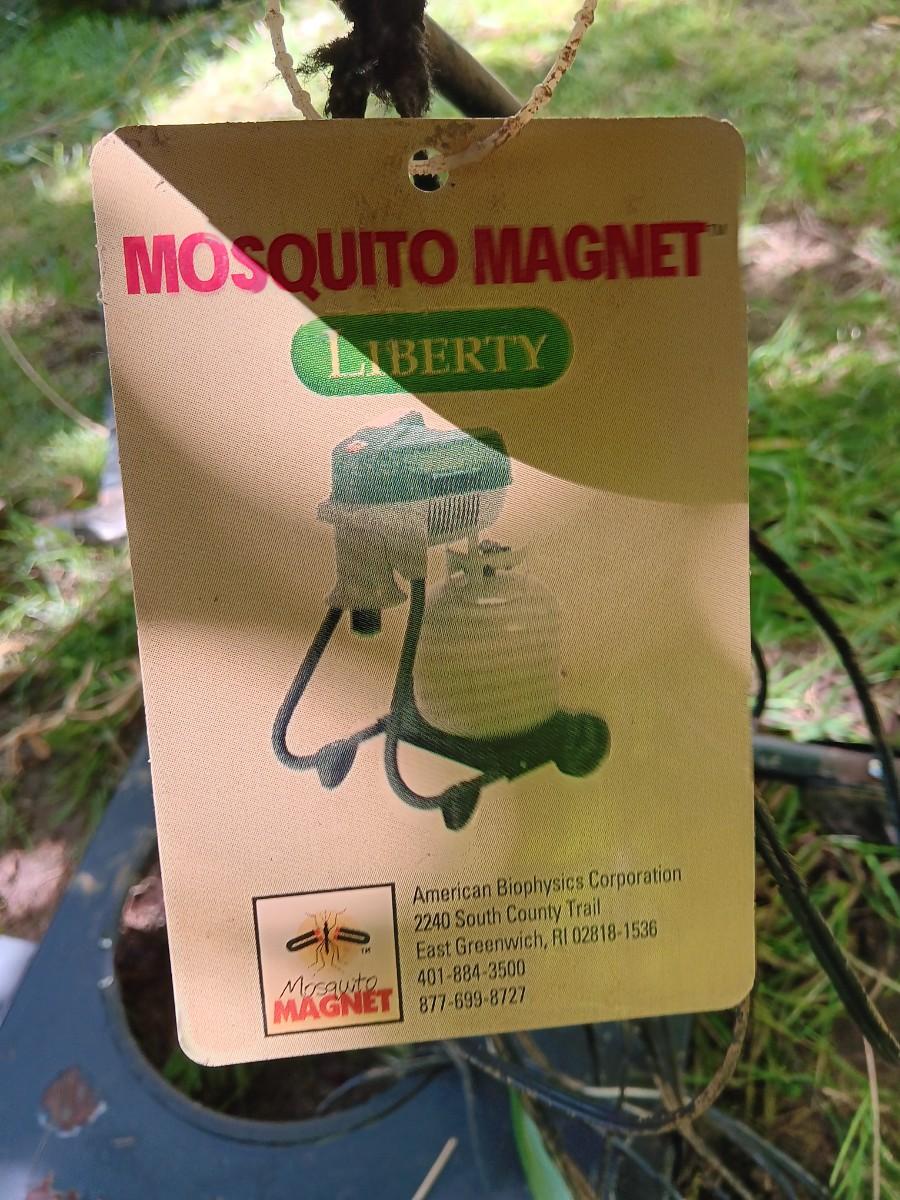 MOSQUITO MAGNET™
LIBERTY
American Biophysics Corporation
2240 South County Trail
East Greenwich, RI 02818-1536
401-884-3500
877-699-8727
™
Mosquito
MAGNET